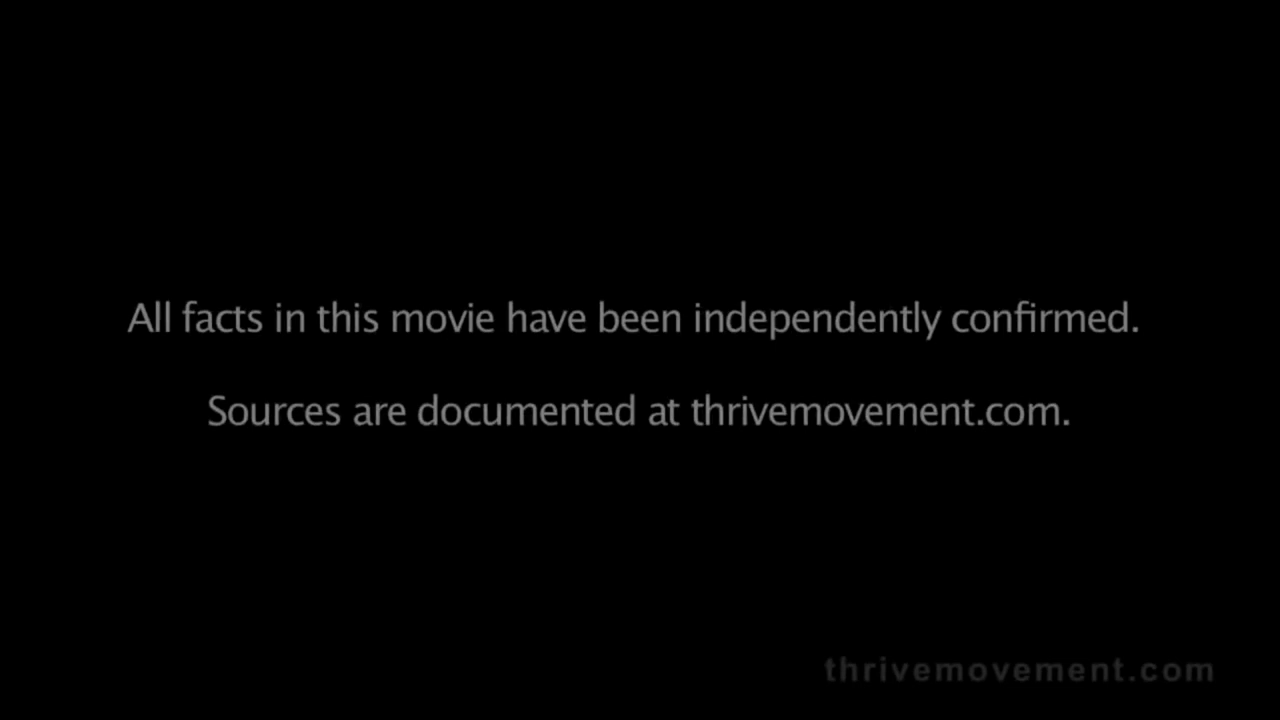 All facts in this movie have been independently confirmed.
Sources are documented at thrivemovement.com.
thrivemovement.com